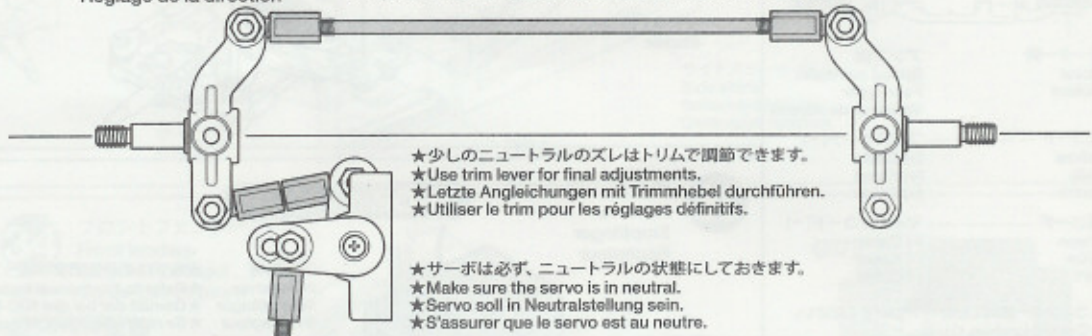 Réglage de la direction
★少しのニュートラルのズレはトリムで調節できます。
★Use trim lever for final adjustments.
★Letzte Angleichungen mit Trimmhebel durchführen.
★Utiliser le trim pour les réglages définitifs.
★サーボは必ず、ニュートラルの状態にしておきます。
★Make sure the servo is in neutral.
★Servo soll in Neutralstellung sein.
★S'assurer que le servo est au neutre.